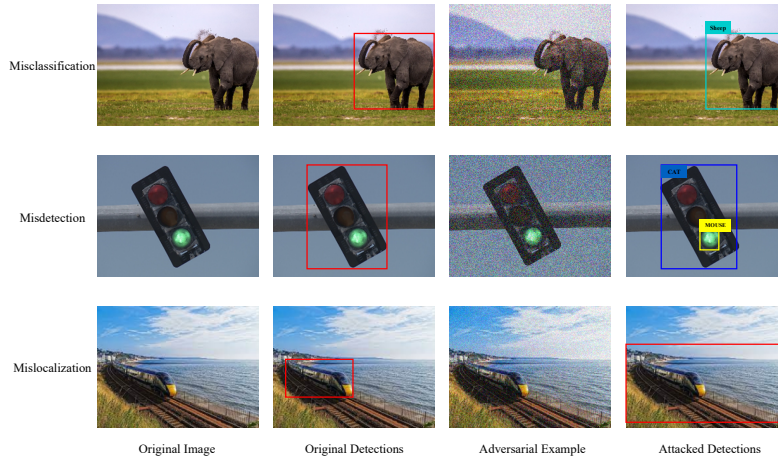 Misclassification
Sheep
Misdetection
CAT
MOUSE
Mislocalization
Original Image
Original Detections
Adversarial Example
Attacked Detections